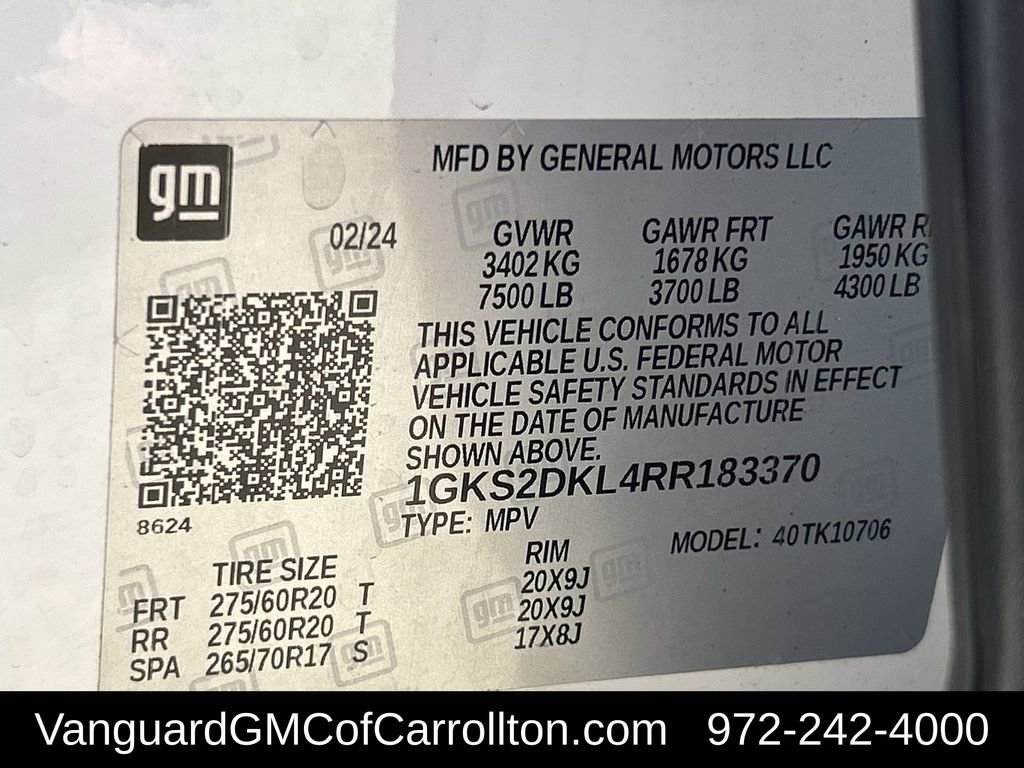 gm
MFD BY GENERAL MOTORS LLC
02/24 GVWR GAWR FRT GAWR R
3402 KG 1678 KG 1950 KG
7500 LB 3700 LB 4300 LB
THIS VEHICLE CONFORMS TO ALL
APPLICABLE U.S. FEDERAL MOTOR
VEHICLE SAFETY STANDARDS IN EFFECT
ON THE DATE OF MANUFACTURE
SHOWN ABOVE.
1GKS2DKL4RR183370
8624
TYPE: MPV MODEL: 40TK10706
TIRE SIZE RIM
FRT 275/60R20 T 20X9J
RR 275/60R20 T 20X9J
SPA 265/70R17 S 17X8J
VanguardGMCofCarrollton.com 972-242-4000